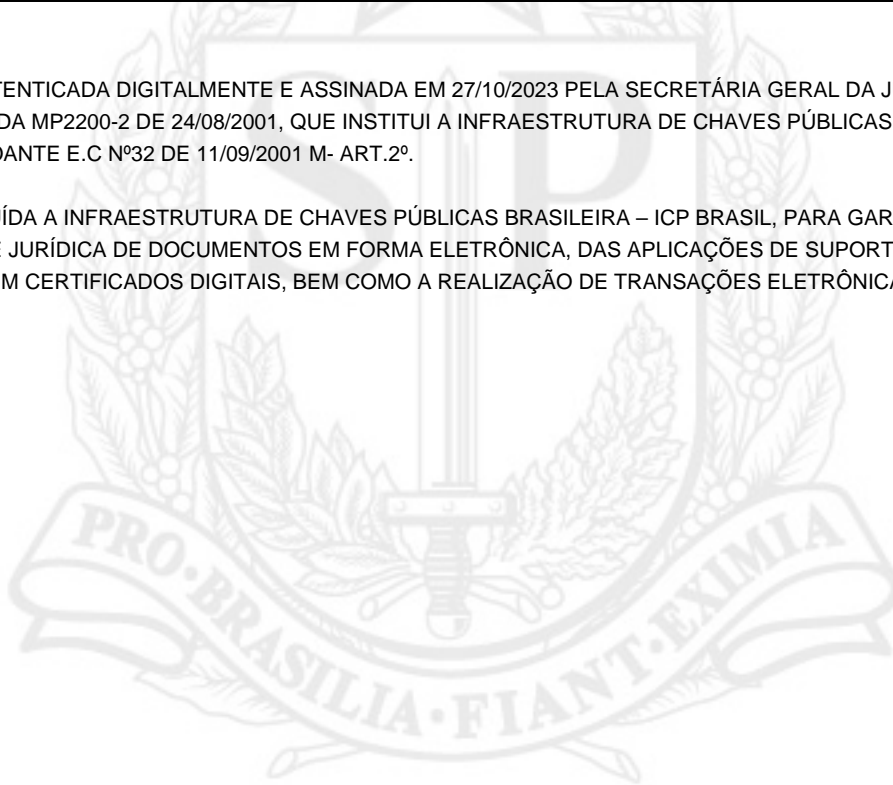 TENTICADA DIGITALMENTE E ASSINADA EM 27/10/2023 PELA SECRETÁRIA GERAL DA J
DA MP2200-2 DE 24/08/2001, QUE INSTITUI A INFRAESTRUTURA DE CHAVES PÚBLICAS
DANTE E.C Nº32 DE 11/09/2001 M- ART.2º.
ÍDA A INFRAESTRUTURA DE CHAVES PÚBLICAS BRASILEIRA – ICP BRASIL, PARA GAR
E JURÍDICA DE DOCUMENTOS EM FORMA ELETRÔNICA, DAS APLICAÇÕES DE SUPORT
M CERTIFICADOS DIGITAIS, BEM COMO A REALIZAÇÃO DE TRANSAÇÕES ELETRÔNICA
SP
PRO·BRASILIA·FIANT·EXIMIA